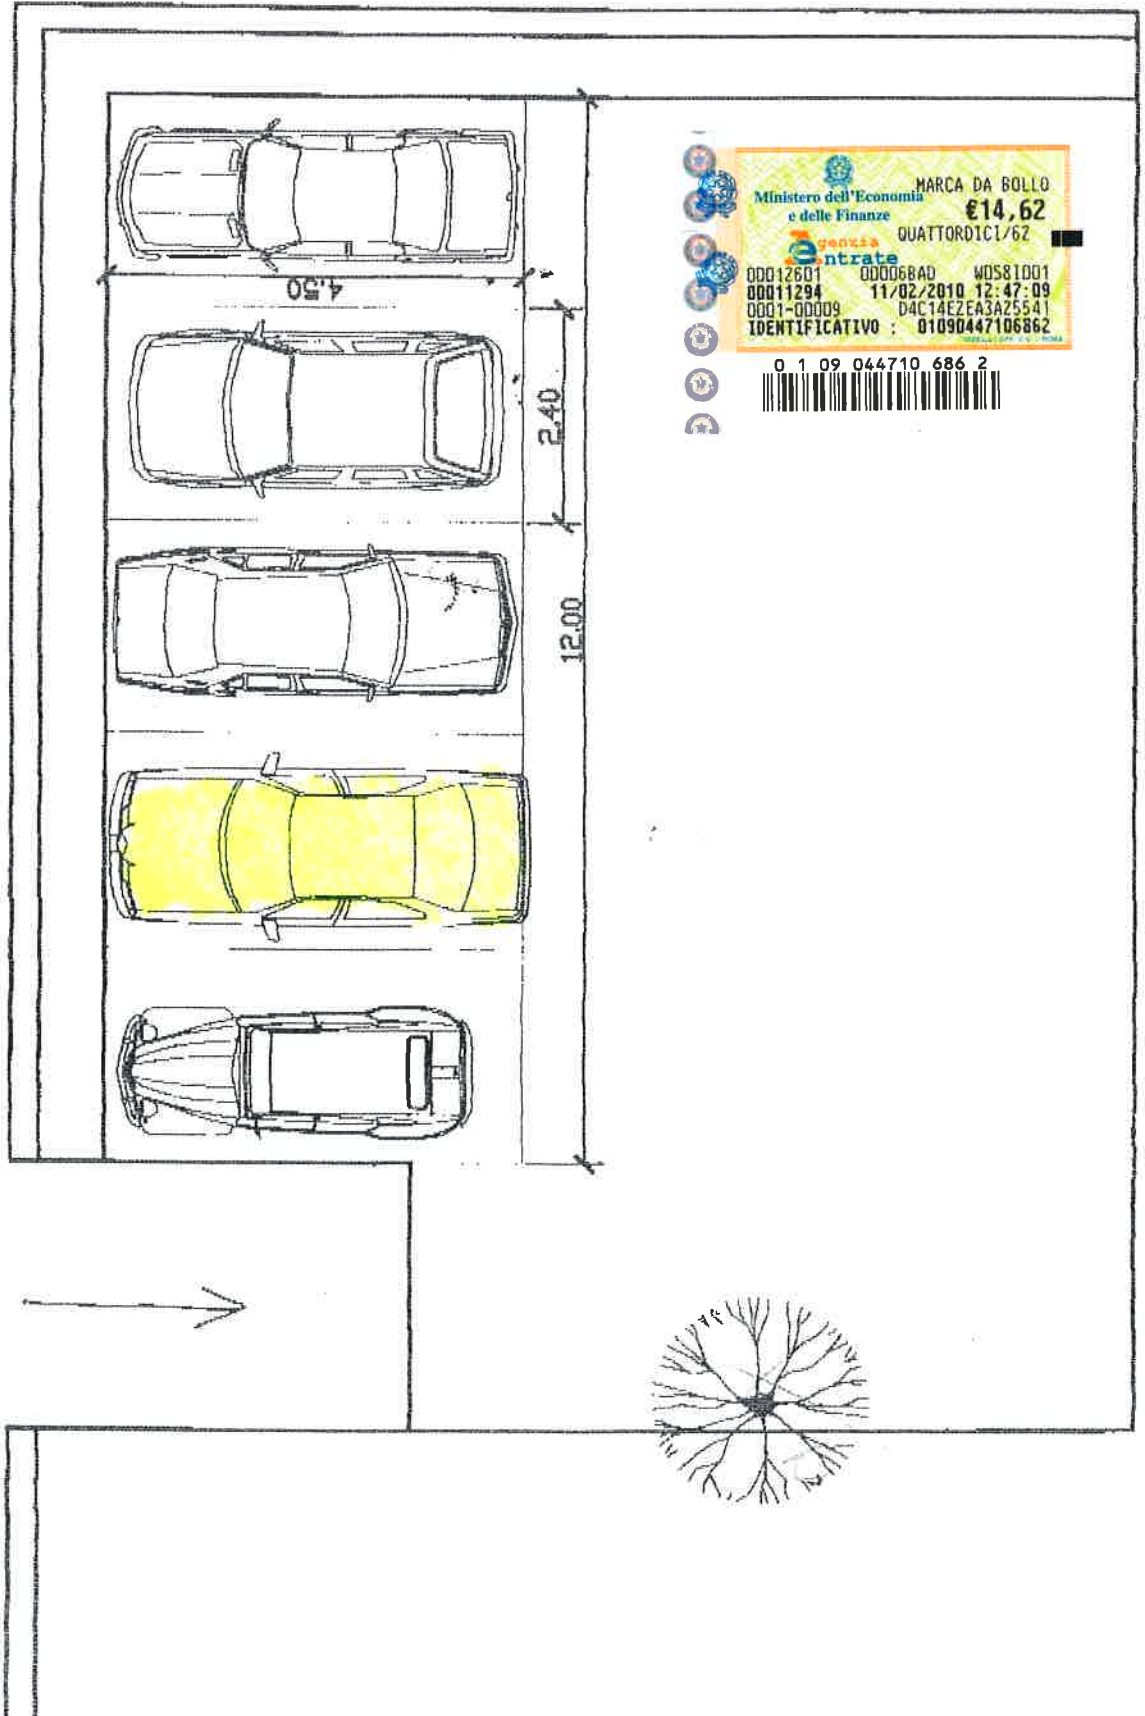 4.50
2.40
12.00
Ministero dell'Economia
e delle Finanze
MARCA DA BOLLO
€14,62
QUATTORDICI/62
Agenzia
Entrate
00012601 00006BAD W0581001
00011294 11/02/2010 12:47:09
0001-00009 D4C14E2EA3A25541
IDENTIFICATIVO : 01090447106862
0 1 09 044710 686 2